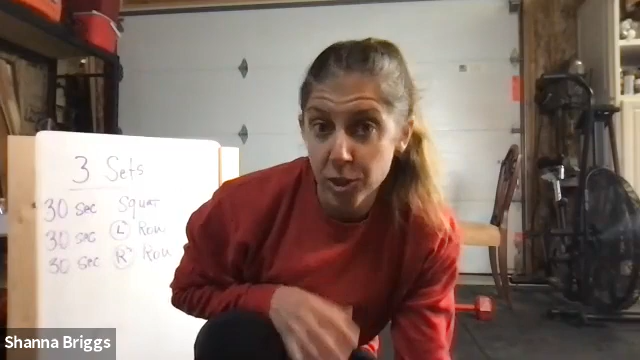 3 Sets
30 sec Squat
30 sec L Row
30 sec R Row
Shanna Briggs